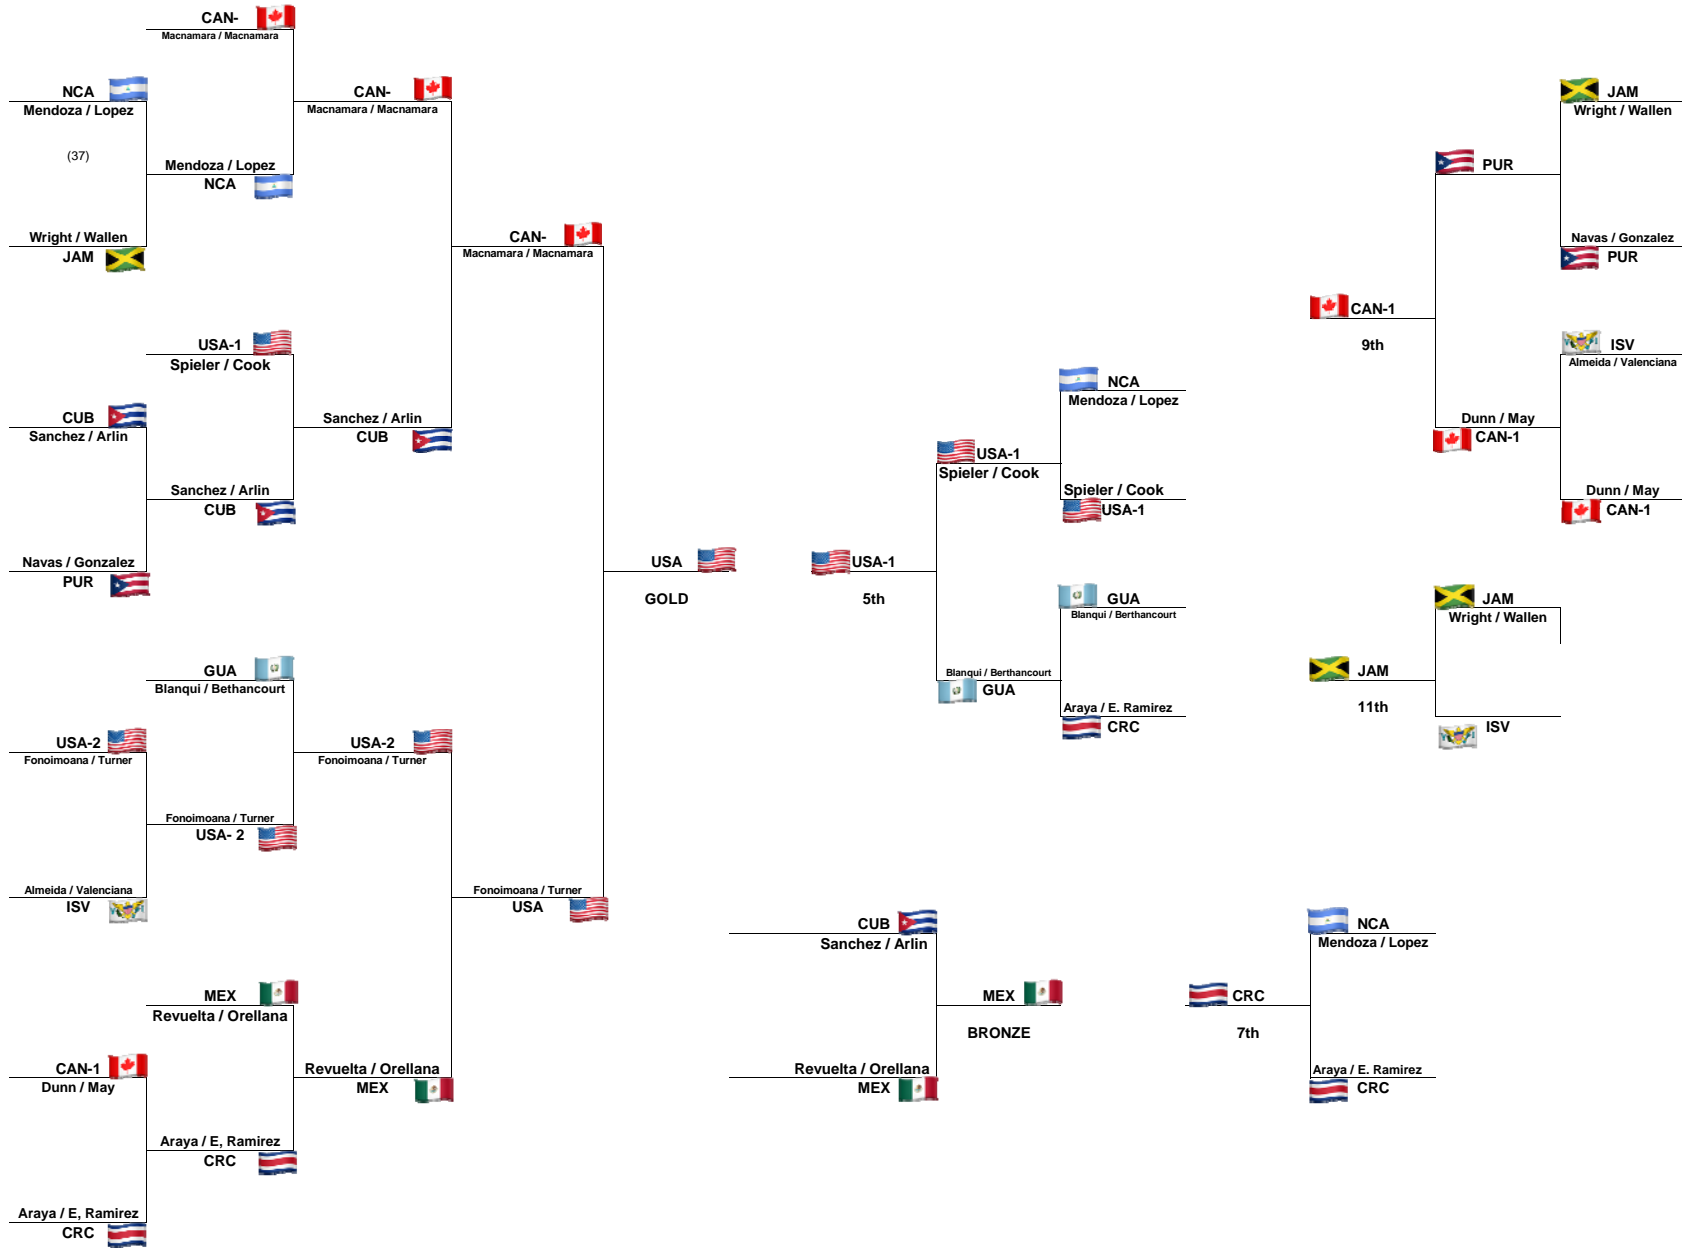 CAN-
Macnamara / Macnamara
NCA
Mendoza / Lopez
(37)
Mendoza / Lopez
NCA
Wright / Wallen
JAM
CAN-
Macnamara / Macnamara
USA-1
Spieler / Cook
CUB
Sanchez / Arlin
Sanchez / Arlin
CUB
Navas / Gonzalez
PUR
Sanchez / Arlin
CUB
CAN-
Macnamara / Macnamara
GUA
Blanqui / Bethancourt
USA-2
Fonoimoana / Turner
Fonoimoana / Turner
USA- 2
Almeida / Valenciana
ISV
USA-2
Fonoimoana / Turner
MEX
Revuelta / Orellana
CAN-1
Dunn / May
Araya / E, Ramirez
CRC
Araya / E, Ramirez
CRC
Revuelta / Orellana
MEX
Fonoimoana / Turner
USA
USA
GOLD
USA-1
5th
USA-1
Spieler / Cook
NCA
Mendoza / Lopez
Spieler / Cook
USA-1
Blanqui / Berthancourt
GUA
GUA
Blanqui / Berthancourt
Araya / E. Ramirez
CRC
CUB
Sanchez / Arlin
MEX
BRONZE
Revuelta / Orellana
MEX
JAM
Wright / Wallen
PUR
Navas / Gonzalez
PUR
CAN-1
9th
ISV
Almeida / Valenciana
Dunn / May
CAN-1
Dunn / May
CAN-1
JAM
Wright / Wallen
JAM
11th
ISV
NCA
Mendoza / Lopez
CRC
7th
Araya / E. Ramirez
CRC